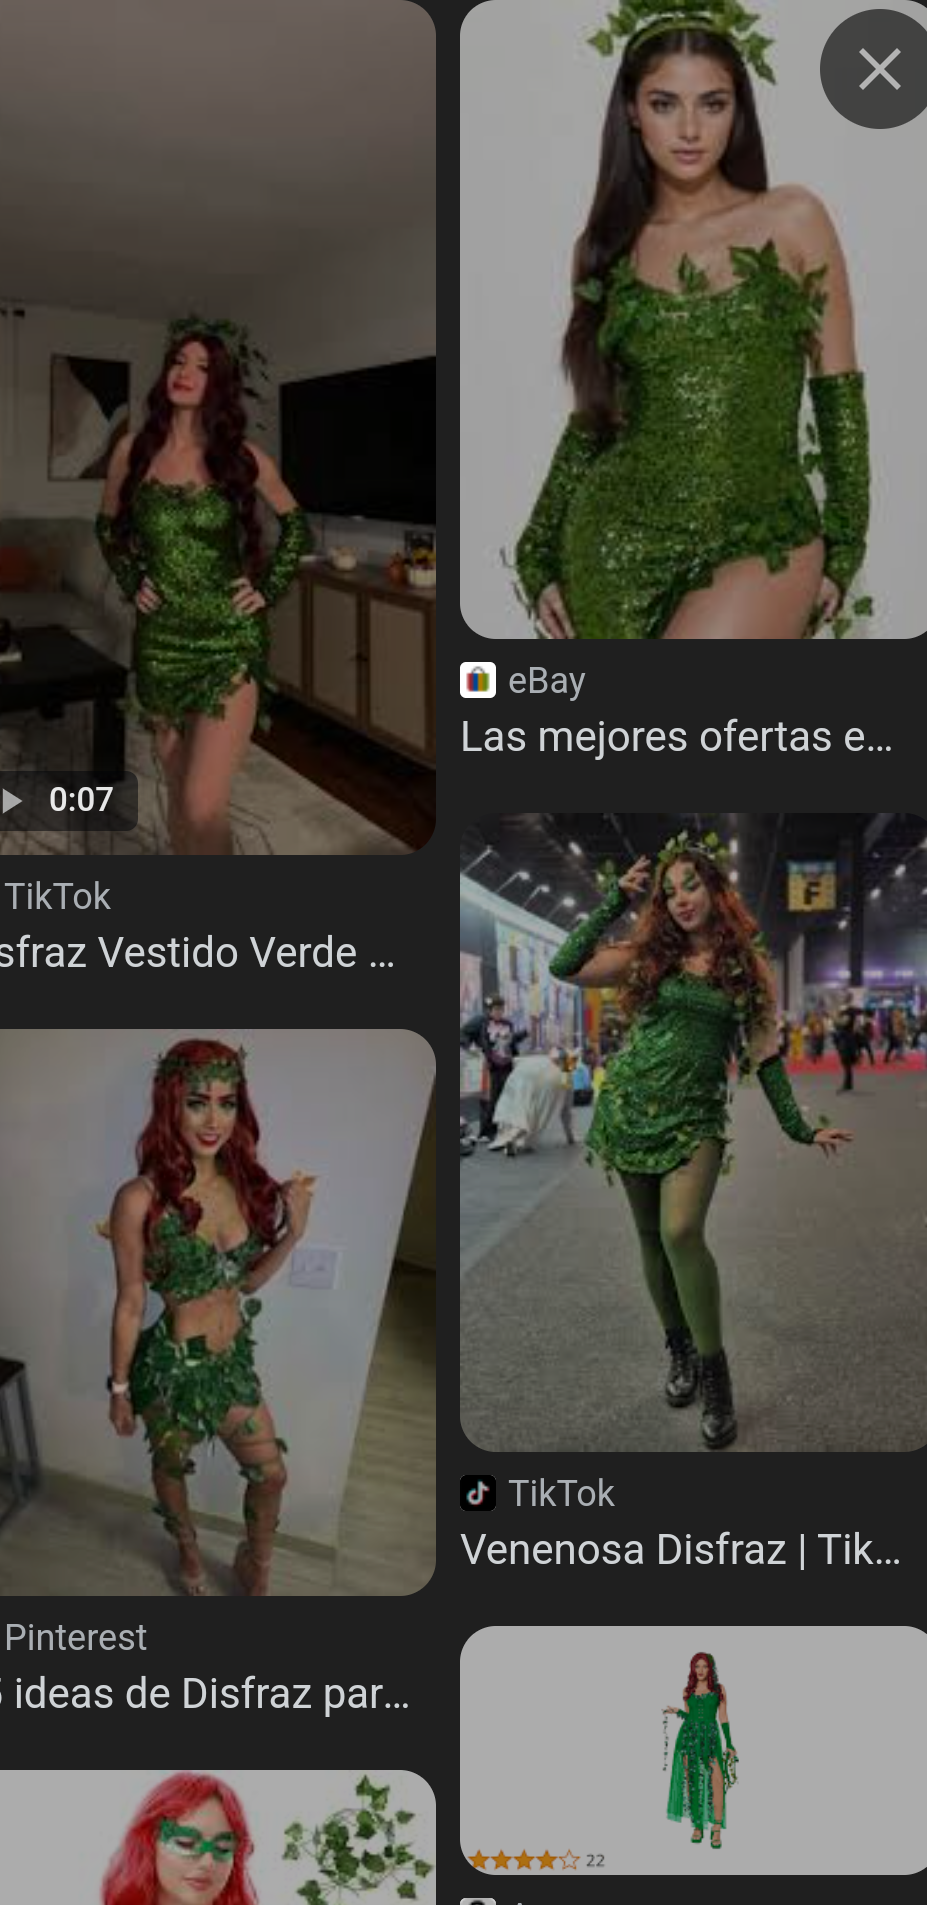 0:07
TikTok
sfraz Vestido Verde ...
Pinterest
ideas de Disfraz par...
eBay
Las mejores ofertas e...
F
TikTok
Venenosa Disfraz | Tik...
22